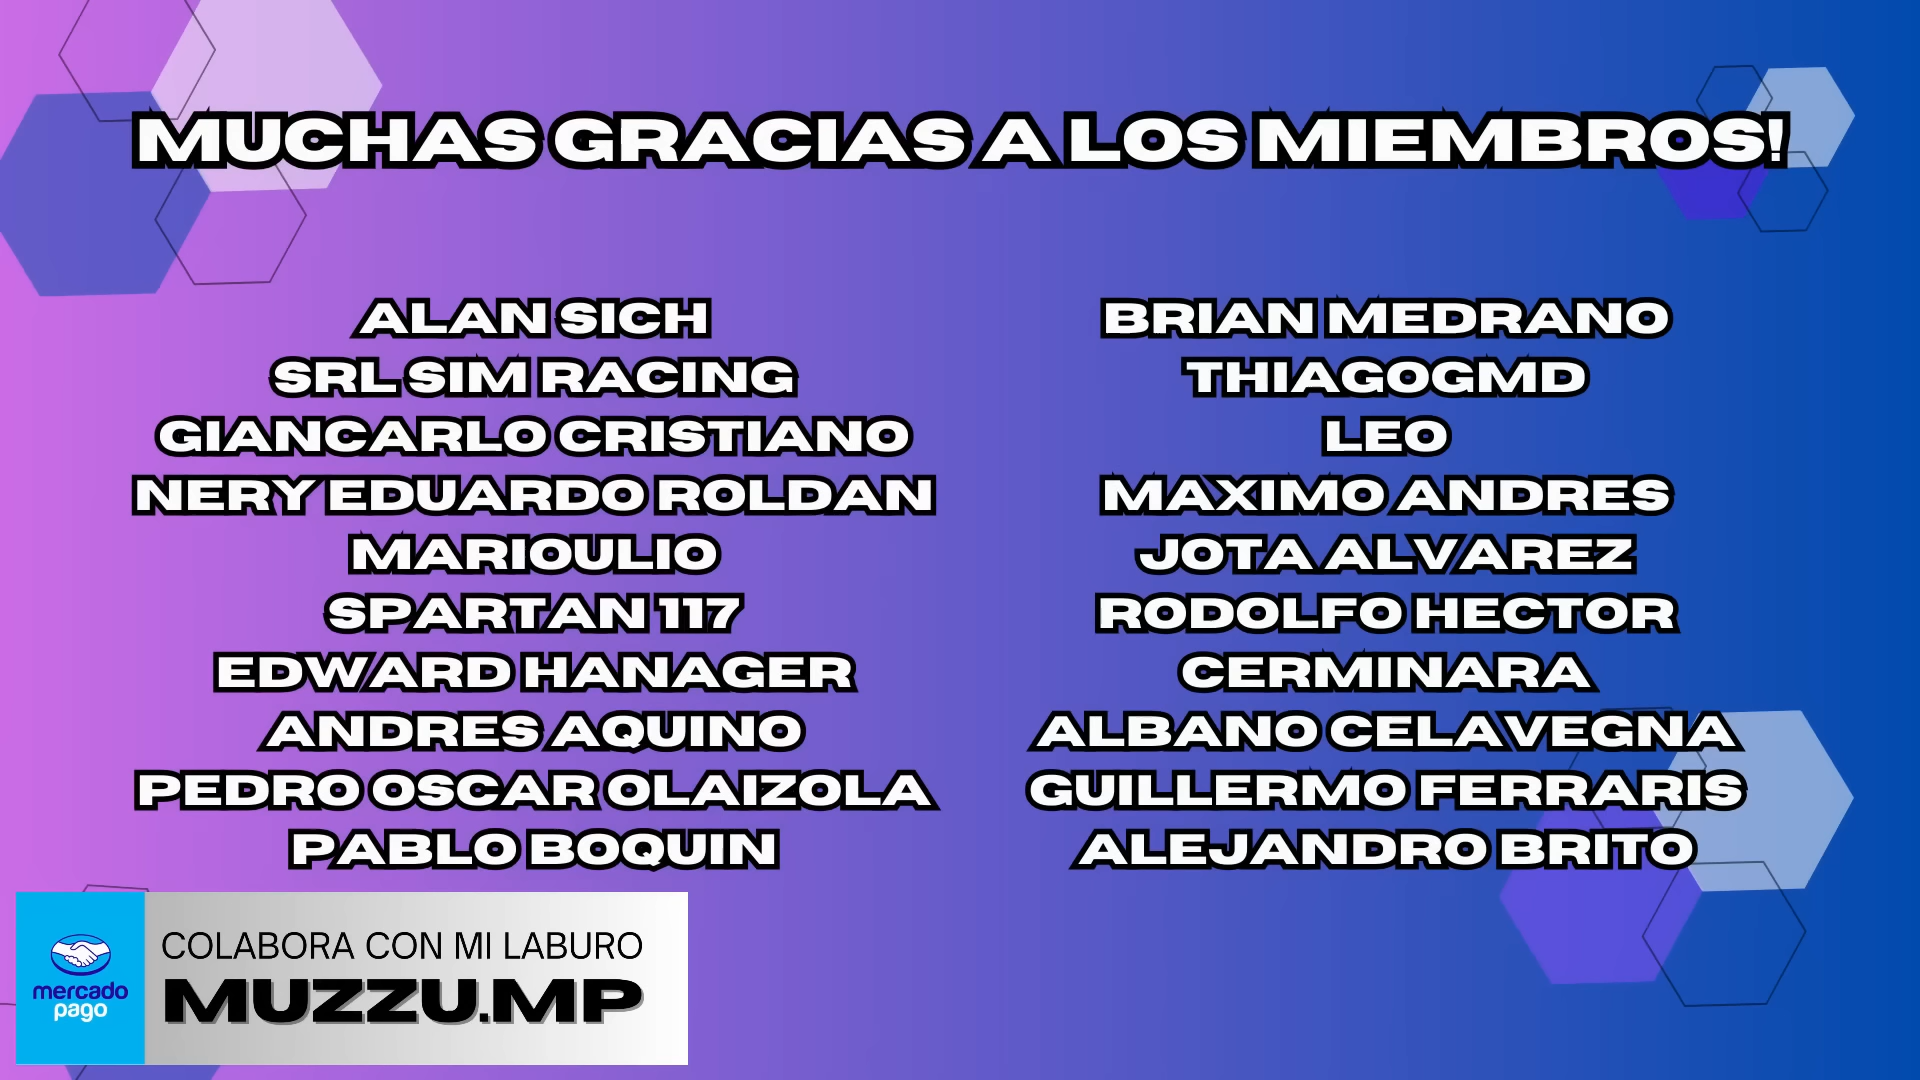 MUCHAS GRACIAS A LOS MIEMBROS!
ALAN SICH
SRL SIM RACING
GIANCARLO CRISTIANO
NERY EDUARDO ROLDAN
MARIOULIO
SPARTAN 117
EDWARD HANAGER
ANDRES AQUINO
PEDRO OSCAR OLAIZOLA
PABLO BOQUIN
BRIAN MEDRANO
THIAGOGMD
LEO
MAXIMO ANDRES
JOTA ALVAREZ
RODOLFO HECTOR
CERMINARA
ALBANO CELAVEGNA
GUILLERMO FERRARIS
ALEJANDRO BRITO
mercado
pago
COLABORA CON MI LABURO
MUZZU.MP